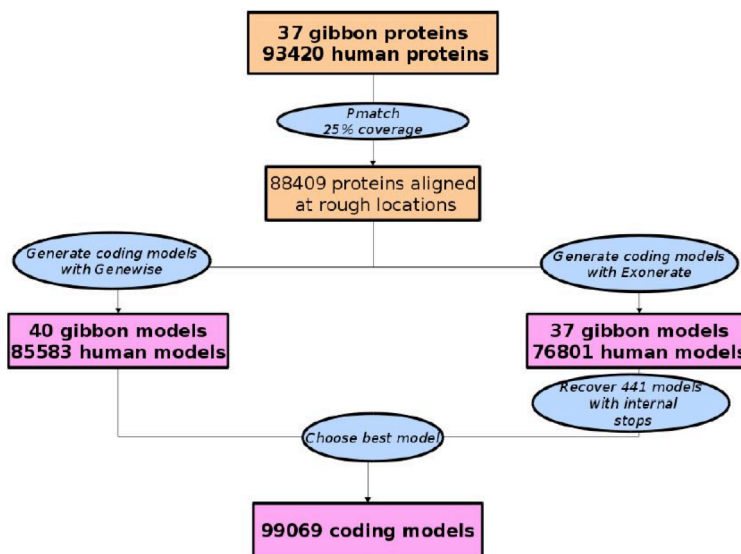 37 gibbon proteins
93420 human proteins
Pmatch
25% coverage
88409 proteins aligned
at rough locations
Generate coding models
with Genewise
Generate coding models
with Exonerate
40 gibbon models
85583 human models
37 gibbon models
76801 human models
Recover 441 models
with internal
stops
Choose best model
99069 coding models